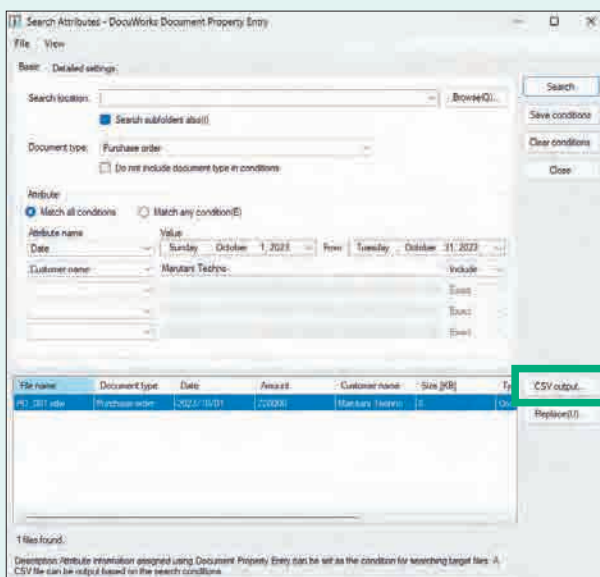 Search Attributes - DocuWorks Document Property Entry
File View
Basic Detailed settings
Search location: Browse(O)...
Search subfolders also(I)
Document type: Purchase order
Do not include document type in conditions
Attribute
Match all conditions Match any condition(E)
Attribute name Value
Date Sunday October 1, 2023 From Tuesday October 31, 2023
Customer name Marutani Techno Include
Exact
Exact
Exact
Search
Save conditions
Clear conditions
Close
File name Document type Date Amount Customer name Size [KB] Ty
Purchase order 2023/10/01 Marutani Techno
CSV output...
Replace(U)
1 files found.
Description Attribute information assigned using Document Property Entry can be set as the condition for searching target files. A
CSV file can be output based on the search conditions.